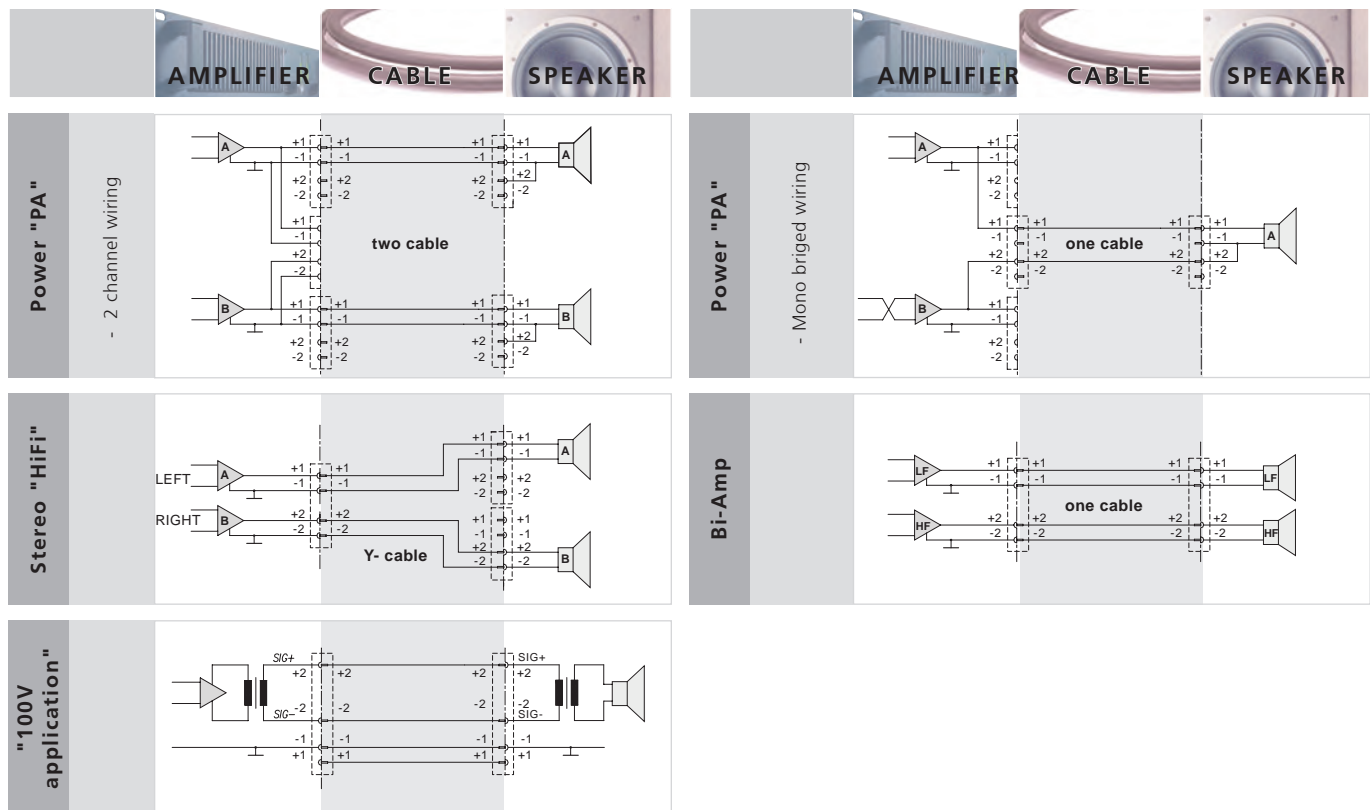 AMPLIFIER CABLE SPEAKER
AMPLIFIER CABLE SPEAKER
Power "PA"
- 2 channel wiring
A
+1 +1 +1 +1
-1 -1 -1 -1
+2 +2 +2 +2
-2 -2 -2 -2
A
+1
-1
+2
-2
two cable
B
+1 +1 +1 +1
-1 -1 -1 -1
+2 +2 +2 +2
-2 -2 -2 -2
B
Power "PA"
- Mono briged wiring
A
+1
-1
+2
-2
+1 +1 +1 +1
-1 -1 -1 -1
+2 +2 +2 +2
-2 -2 -2 -2
one cable
A
B
+1
-1
+2
-2
Stereo "HiFi"
LEFT
A
+1 +1
-1 -1
RIGHT
B
+2 +2
-2 -2
Y- cable
+1 +1
-1 -1
+2 +2
-2 -2
A
+1 +1
-1 -1
+2 +2
-2 -2
B
Bi-Amp
LF
+1 +1 +1 +1
-1 -1 -1 -1
LF
one cable
HF
+2 +2 +2 +2
-2 -2 -2 -2
HF
"100V
application"
SIG+ SIG+
+2 +2 +2 +2
-2 -2 -2 -2
SIG− SIG-
-1 -1 -1 -1
+1 +1 +1 +1